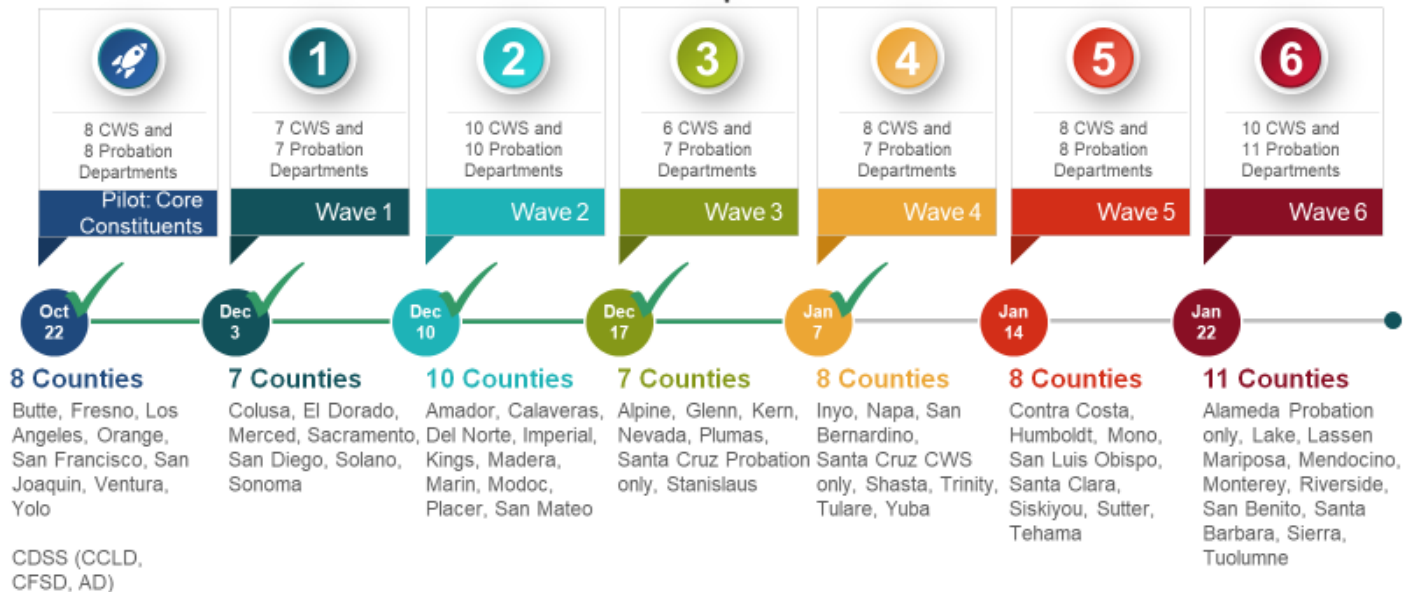 1
2
3
4
5
6
8 CWS and
8 Probation
Departments
7 CWS and
7 Probation
Departments
10 CWS and
10 Probation
Departments
6 CWS and
7 Probation
Departments
8 CWS and
7 Probation
Departments
8 CWS and
8 Probation
Departments
10 CWS and
11 Probation
Departments
Pilot: Core
Constituents
Wave 1
Wave 2
Wave 3
Wave 4
Wave 5
Wave 6
Oct
22
Dec
3
Dec
10
Dec
17
Jan
7
Jan
14
Jan
22
8 Counties
Butte, Fresno, Los
Angeles, Orange,
San Francisco, San
Joaquin, Ventura,
Yolo
CDSS (CCLD,
CFSD, AD)
7 Counties
Colusa, El Dorado,
Merced, Sacramento,
San Diego, Solano,
Sonoma
10 Counties
Amador, Calaveras,
Del Norte, Imperial,
Kings, Madera,
Marin, Modoc,
Placer, San Mateo
7 Counties
Alpine, Glenn, Kern,
Nevada, Plumas,
Santa Cruz Probation
only, Stanislaus
8 Counties
Inyo, Napa, San
Bernardino,
Santa Cruz CWS
only, Shasta, Trinity,
Tulare, Yuba
8 Counties
Contra Costa,
Humboldt, Mono,
San Luis Obispo,
Santa Clara,
Siskiyou, Sutter,
Tehama
11 Counties
Alameda Probation
only, Lake, Lassen
Mariposa, Mendocino,
Monterey, Riverside,
San Benito, Santa
Barbara, Sierra,
Tuolumne